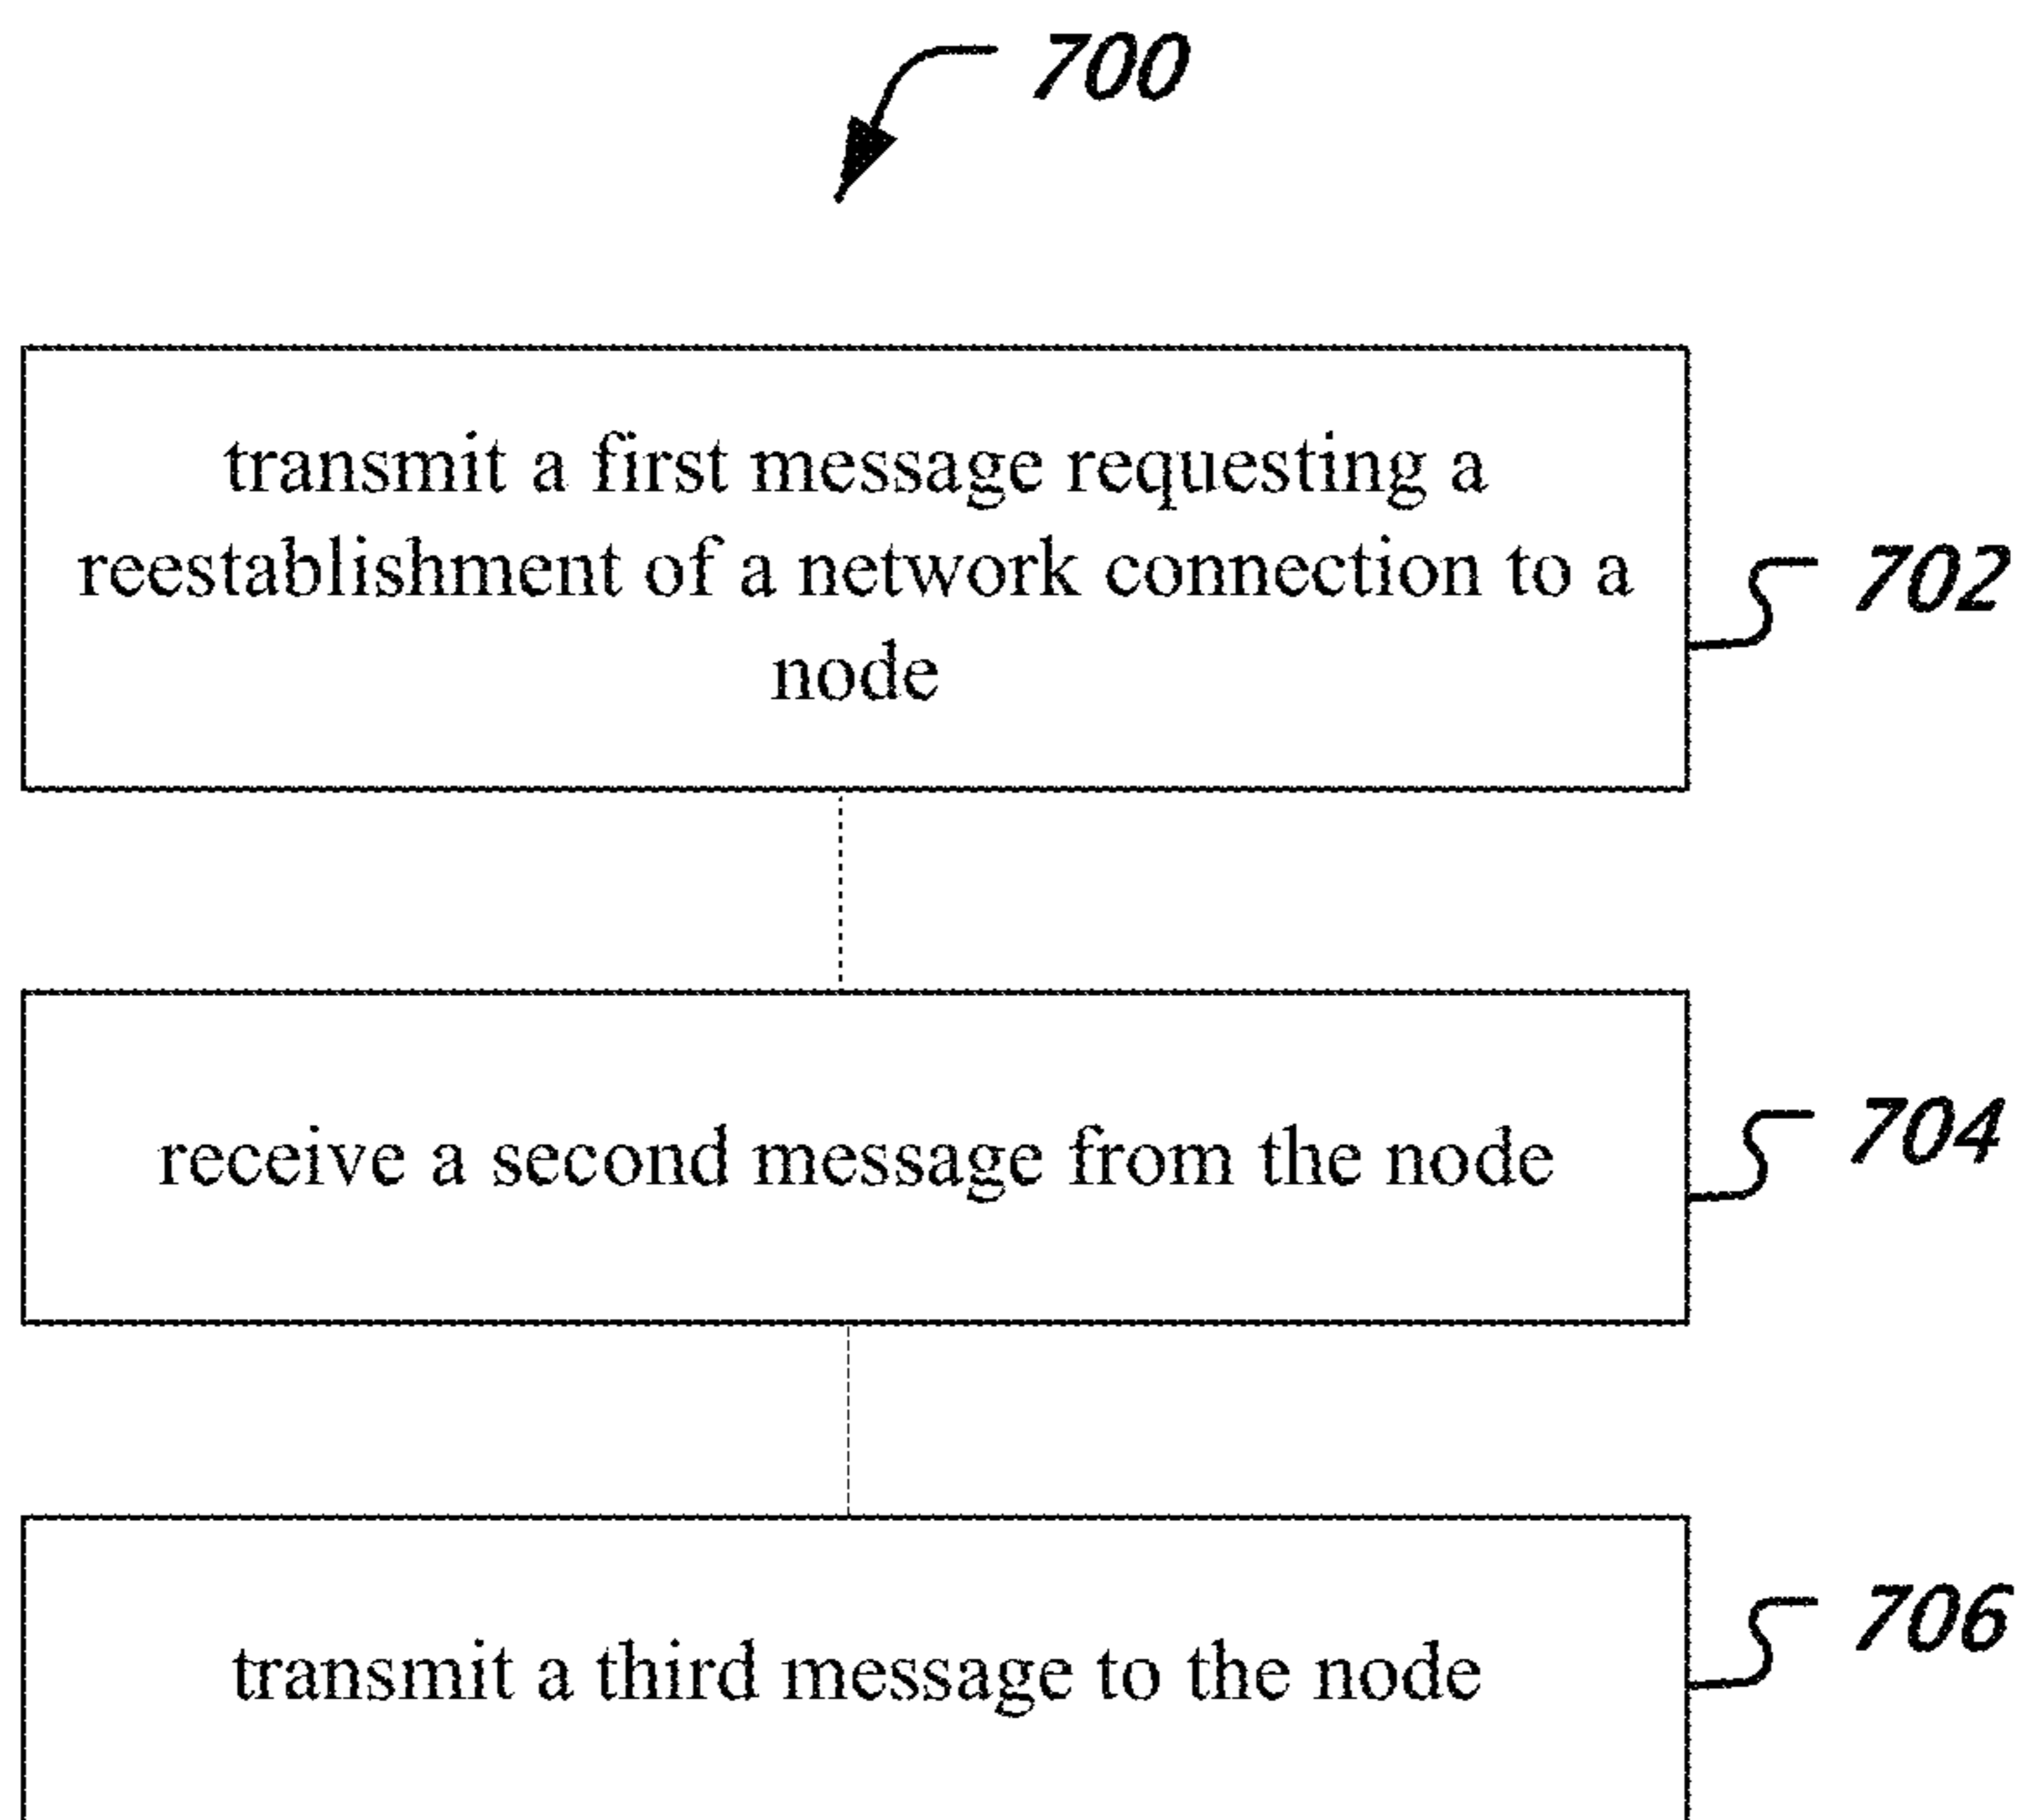 700
transmit a first message requesting a
reestablishment of a network connection to a
node
702
receive a second message from the node
704
transmit a third message to the node
706